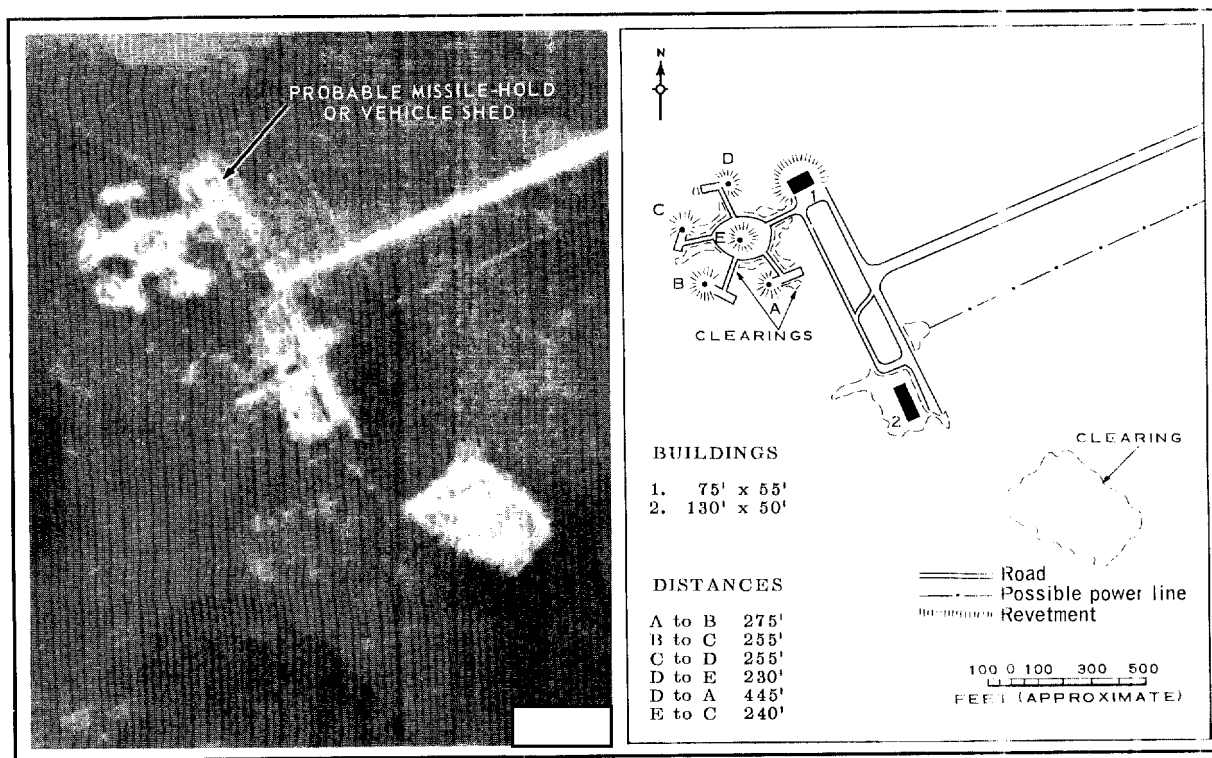 PROBABLE MISSILE-HOLD
OR VEHICLE SHED
N
D
C
E
B
A
1
CLEARINGS
2
CLEARING
BUILDINGS
1. 75' x 55'
2. 130' x 50'
DISTANCES
A to B 275'
B to C 255'
C to D 255'
D to E 230'
D to A 445'
E to C 240'
Road
Possible power line
Revetment
100 0 100 300 500
FEET (APPROXIMATE)